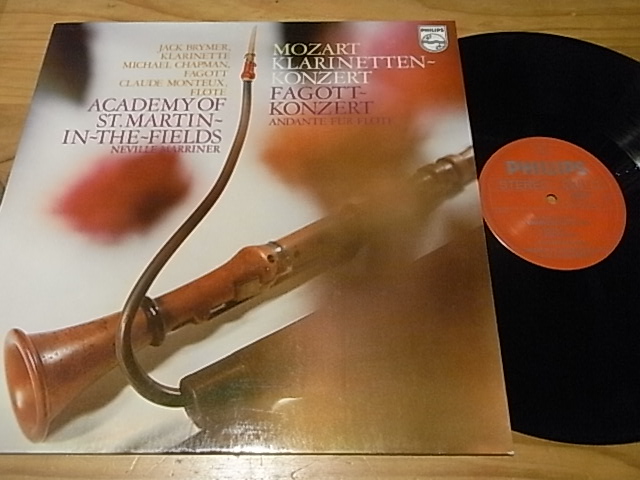 JACK BRYMER,
KLARINETTE
MICHAEL CHAPMAN,
FAGOTT
CLAUDE MONTEUX,
FLÖTE
ACADEMY OF
ST. MARTIN~
IN~THE~FIELDS
NEVILLE MARRINER
MOZART
KLARINETTEN~
KONZERT
FAGOTT~
KONZERT
ANDANTE FÜR FLÖTE
PHILIPS
PHILIPS
STEREO